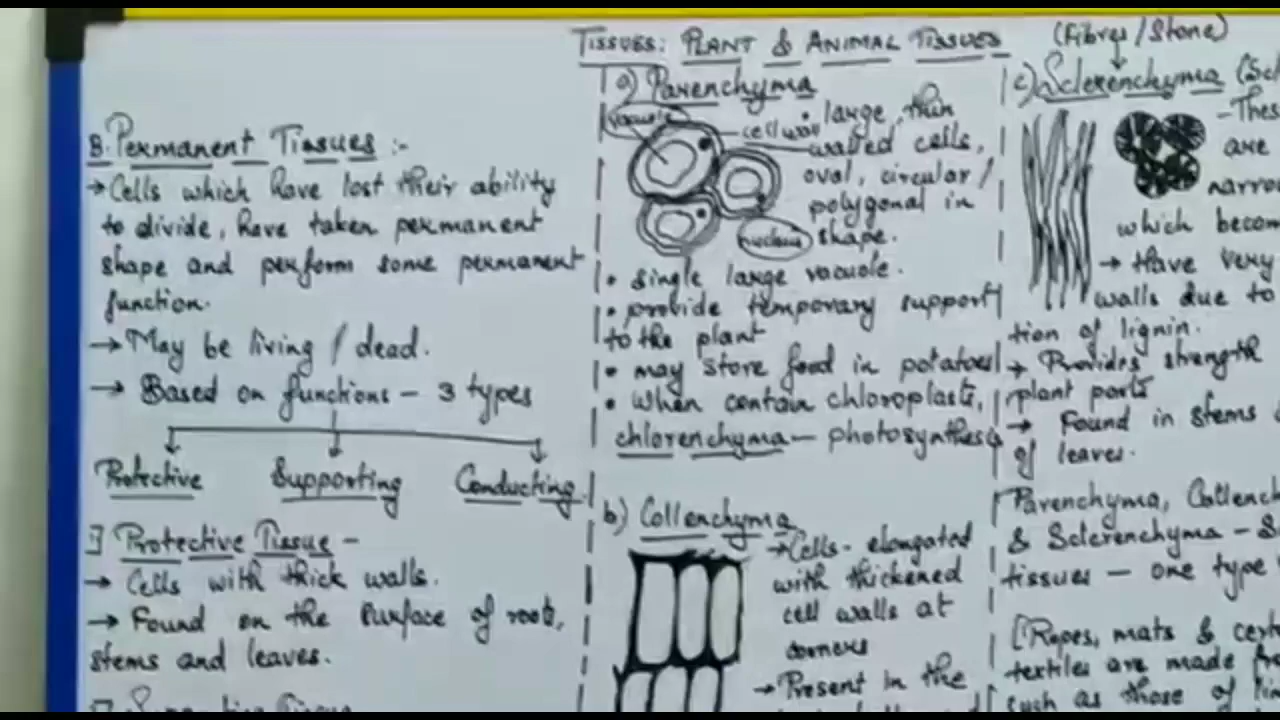 TISSUES: PLANT & ANIMAL TISSUES
B. Permanent Tissues :-
→ Cells which have lost their ability
to divide, have taken permanent
shape and perform some permanent
function.
→ May be living / dead.
→ Based on functions - 3 types
Protective Supporting Conducting
Protective Tissue -
→ Cells with thick walls.
→ Found on the surface of roots,
stems and leaves.
a) Parenchyma
vacuole
cell wall
nucleus
• large, thin
walled cells,
oval, circular /
polygonal in
shape.
• single large vacuole.
• provide temporary support
to the plant
• may store food in potatoes
• When contain chloroplasts,
chlorenchyma - photosynthesis
b) Collenchyma
→ Cells - elongated
with thickened
cell walls at
corners
→ Present in the
(Fibres / Stone)
c) Sclerenchyma
- These
are
which
→ Have very
walls due to
tion of lignin.
→ Provides strength
plant parts
→ Found in stems
of leaves.
Parenchyma,
& Sclerenchyma -
tissues - one type
[Ropes, mats &
textiles are made
such as those of